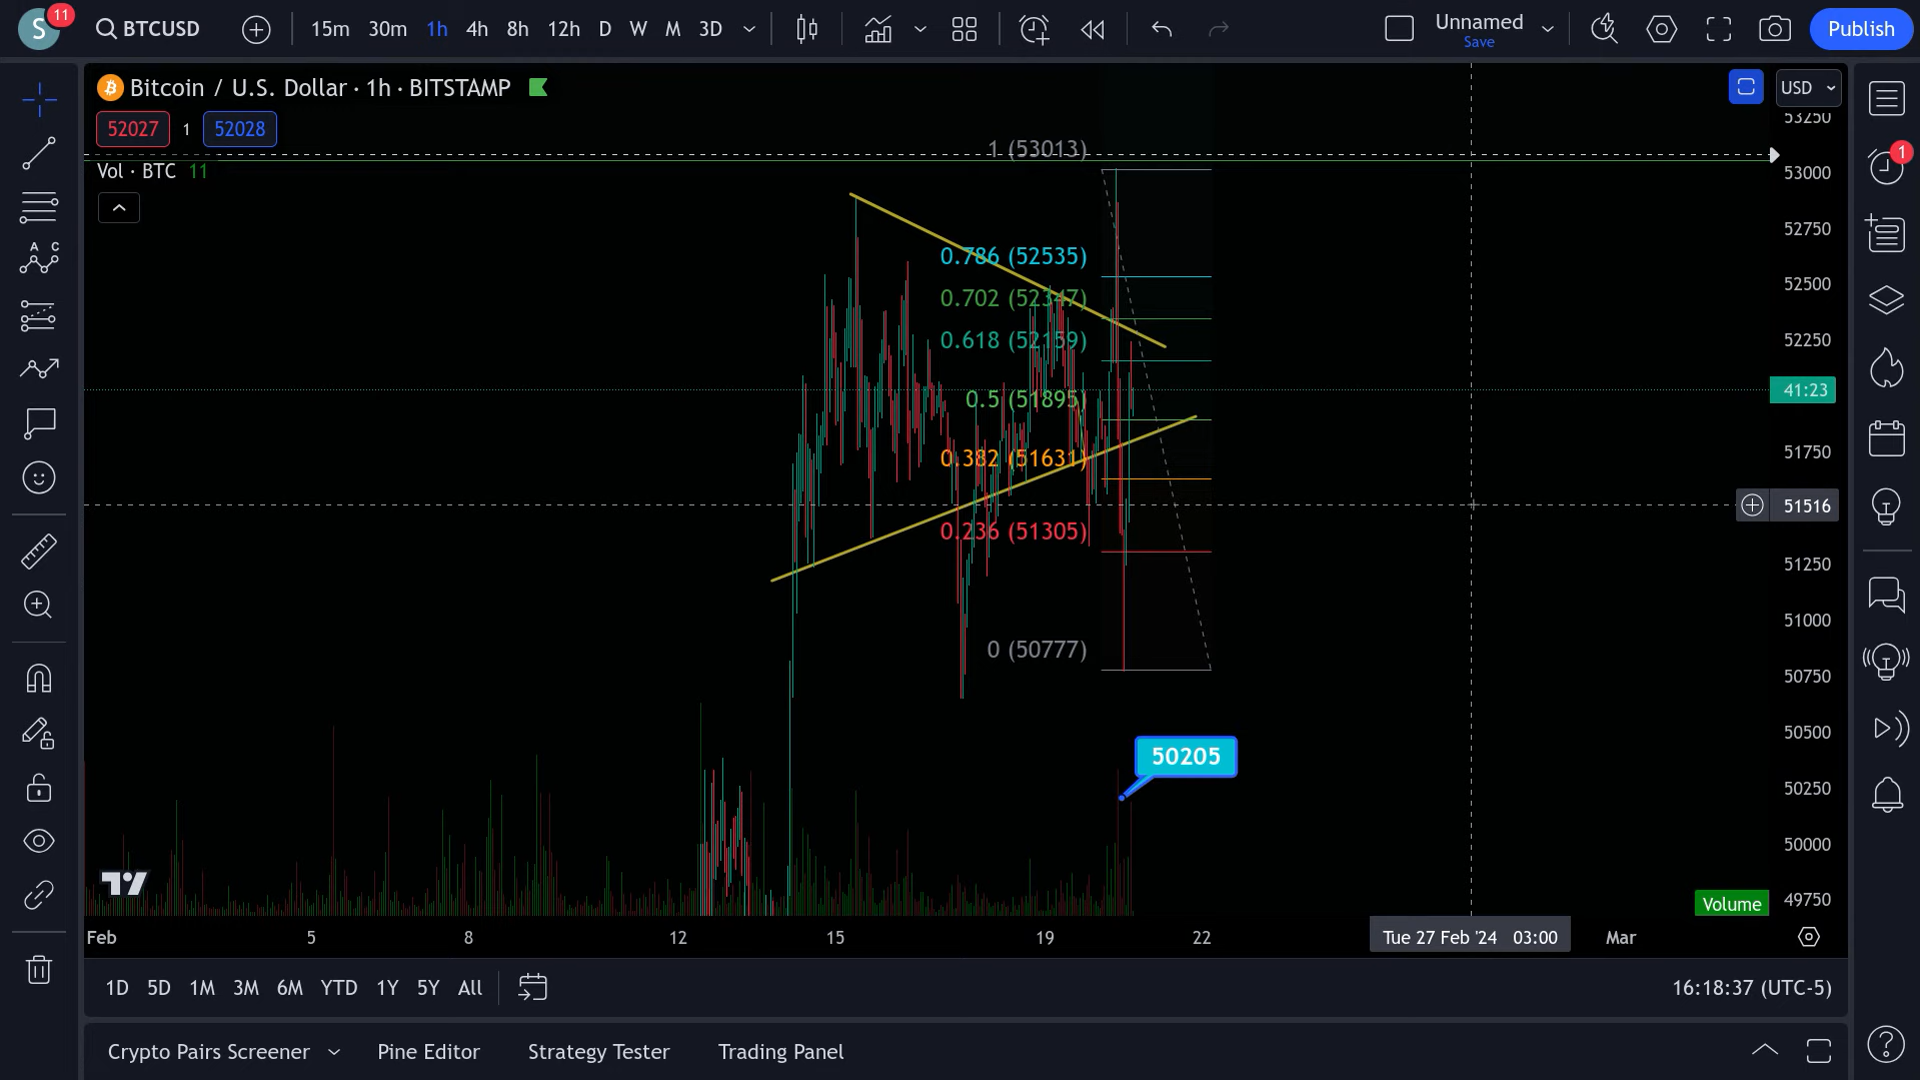 S 11 BTCUSD 15m 30m 1h 4h 8h 12h D W M 3D Unnamed Save Publish
Bitcoin / U.S. Dollar · 1h · BITSTAMP USD
52027 1 52028
Vol · BTC 11
1 (53013)
0.786 (52535)
0.702 (52347)
0.618 (52159)
0.5 (51895)
0.382 (51631)
0.236 (51305)
0 (50777)
50205
53250
53000
52750
52500
52250
41:23
51750
51516
51250
51000
50750
50500
50250
50000
49750
Volume
A C
1
Feb 5 8 12 15 19 22 Tue 27 Feb '24 03:00 Mar
1D 5D 1M 3M 6M YTD 1Y 5Y All 16:18:37 (UTC-5)
Crypto Pairs Screener Pine Editor Strategy Tester Trading Panel